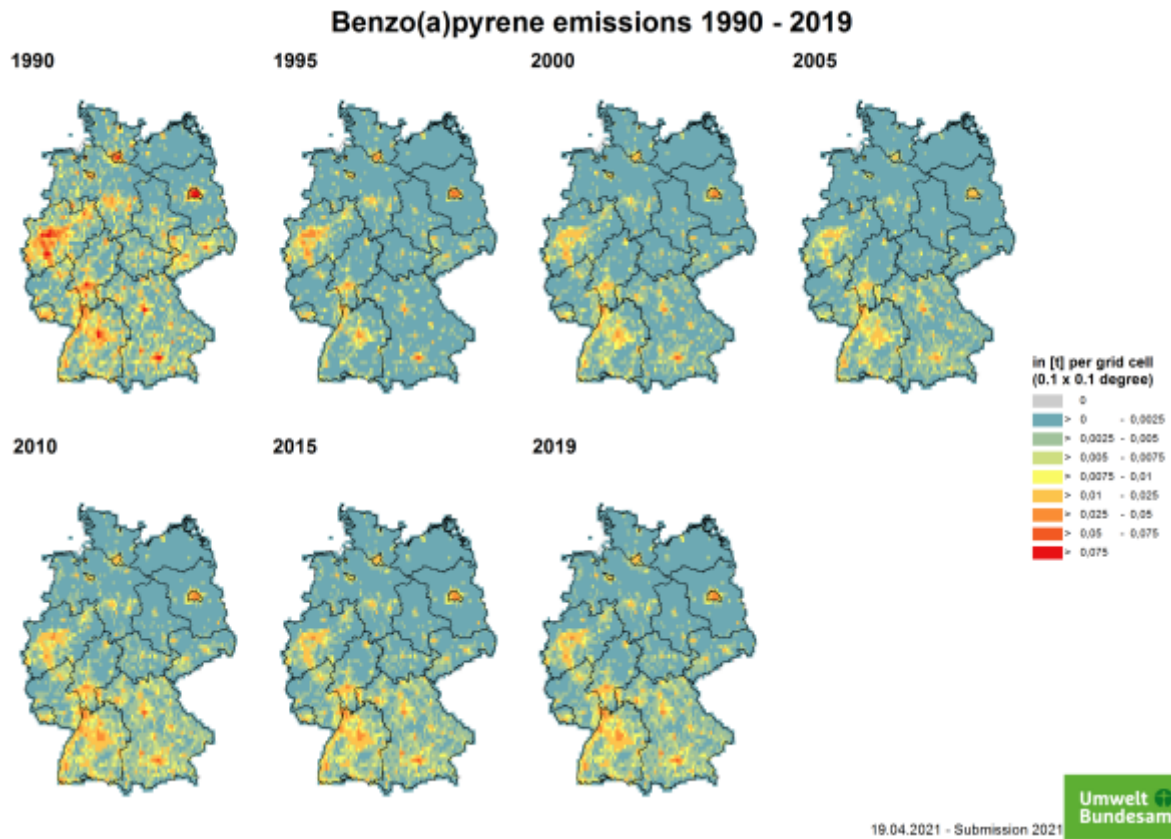 Benzo(a)pyrene emissions 1990 - 2019
1990
1995
2000
2005
in [t] per grid cell
(0.1 x 0.1 degree)
0
> 0 - 0,0025
> 0,0025 - 0,005
> 0,005 - 0,0075
> 0,0075 - 0,01
> 0,01 - 0,025
> 0,025 - 0,05
> 0,05 - 0,075
> 0,075
2010
2015
2019
Umwelt
Bundesam
19.04.2021 - Submission 2021